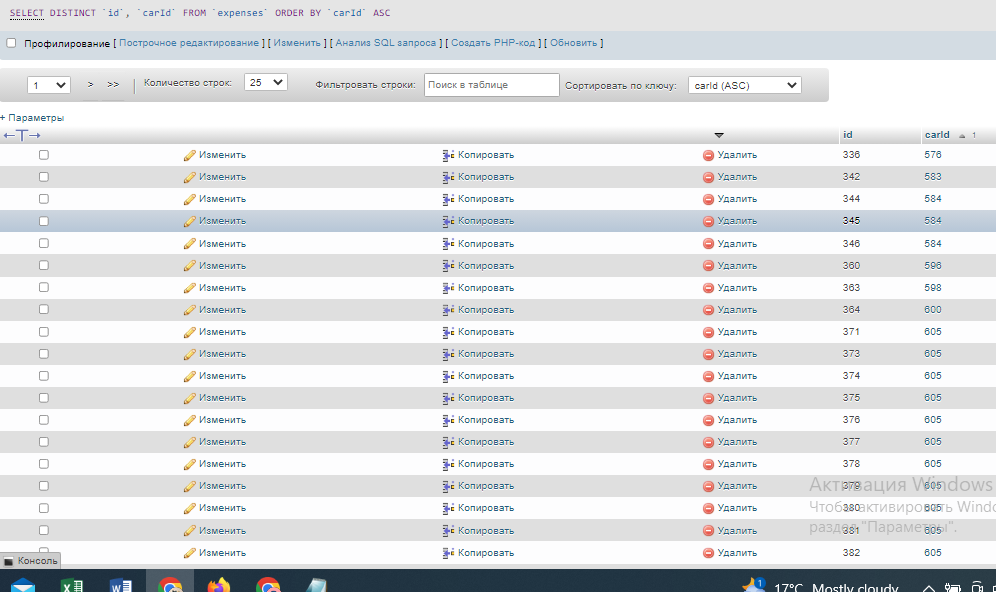 SELECT DISTINCT `id`, `carId` FROM `expenses` ORDER BY `carId` ASC
Профилирование [ Построчное редактирование ] [ Изменить ] [ Анализ SQL запроса ] [ Создать PHP-код ] [ Обновить ]
1 > >> | Количество строк: 25 Фильтровать строки: Поиск в таблице Сортировать по ключу: carId (ASC)
+ Параметры
←T→ id carId 1
Изменить Копировать Удалить 336 576
Изменить Копировать Удалить 342 583
Изменить Копировать Удалить 344 584
Изменить Копировать Удалить 345 584
Изменить Копировать Удалить 346 584
Изменить Копировать Удалить 360 596
Изменить Копировать Удалить 363 598
Изменить Копировать Удалить 364 600
Изменить Копировать Удалить 371 605
Изменить Копировать Удалить 373 605
Изменить Копировать Удалить 374 605
Изменить Копировать Удалить 375 605
Изменить Копировать Удалить 376 605
Изменить Копировать Удалить 377 605
Изменить Копировать Удалить 378 605
Изменить Копировать Удалить 379 605
Изменить Копировать Удалить 380 605
Изменить Копировать Удалить 381 605
Изменить Копировать Удалить 382 605
Активация Windows
Чтобы активировать Windo
раздел "Параметры".
Консоль
1 17°C Mostly cloudy